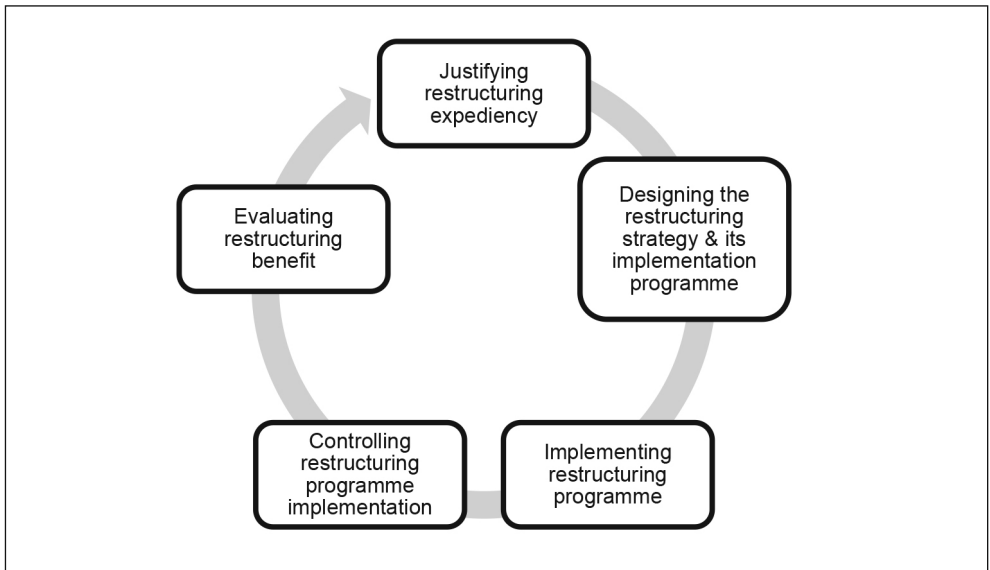 Justifying
restructuring
expediency
Designing the
restructuring
strategy & its
implementation
programme
Implementing
restructuring
programme
Controlling
restructuring
programme
implementation
Evaluating
restructuring
benefit